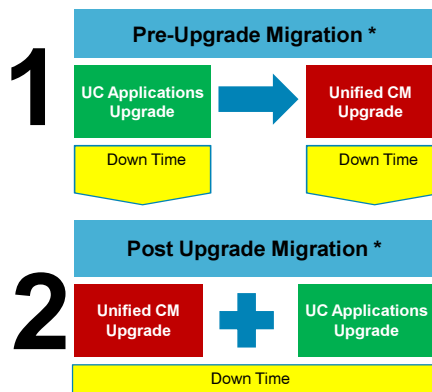 1
Pre-Upgrade Migration *
UC Applications
Upgrade
Unified CM
Upgrade
Down Time
Down Time
2
Post Upgrade Migration *
Unified CM
Upgrade
UC Applications
Upgrade
Down Time